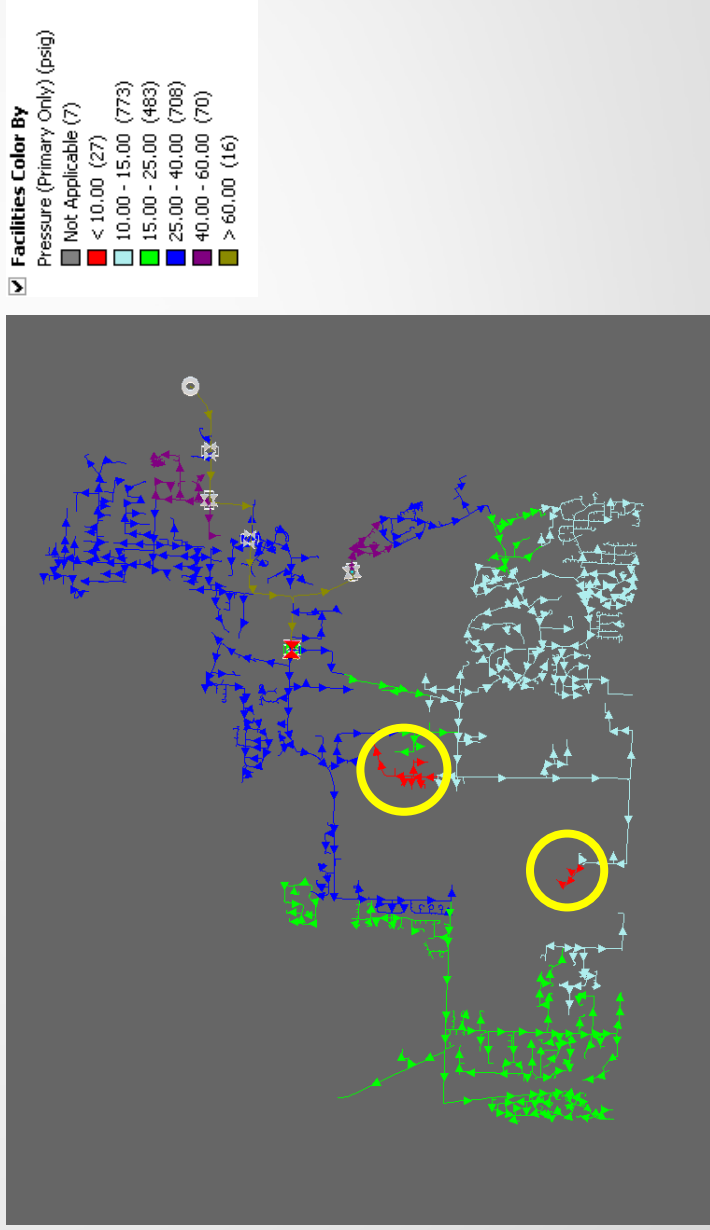 Facilities Color By
Pressure (Primary Only) (psig)
Not Applicable (7)
< 10.00 (27)
10.00 - 15.00 (773)
15.00 - 25.00 (483)
25.00 - 40.00 (708)
40.00 - 60.00 (70)
> 60.00 (16)